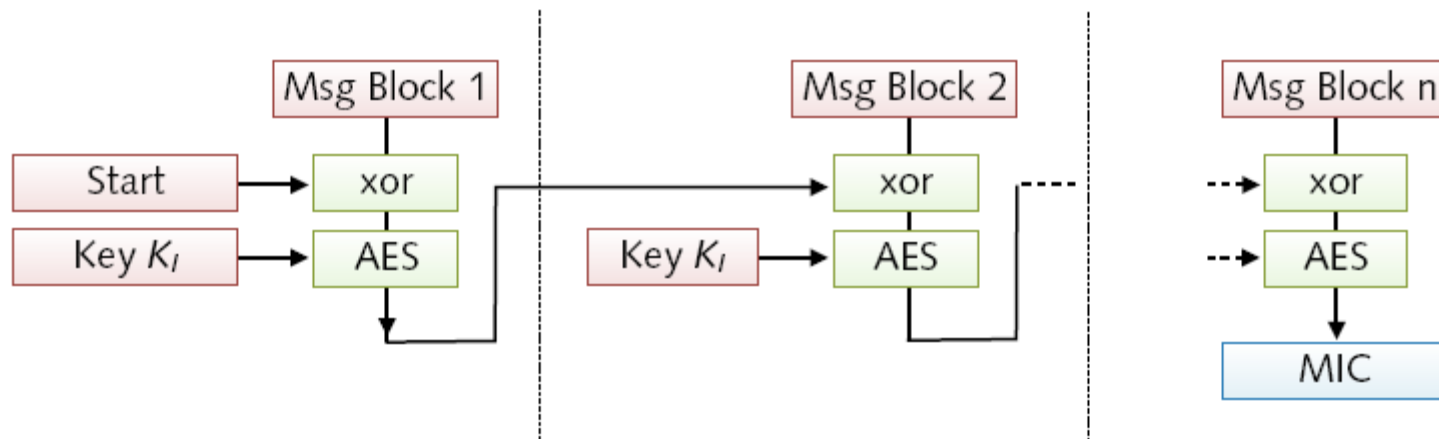 Msg Block 1
Msg Block 2
Msg Block n
Start
xor
xor
xor
Key K_I
AES
Key K_I
AES
AES
MIC